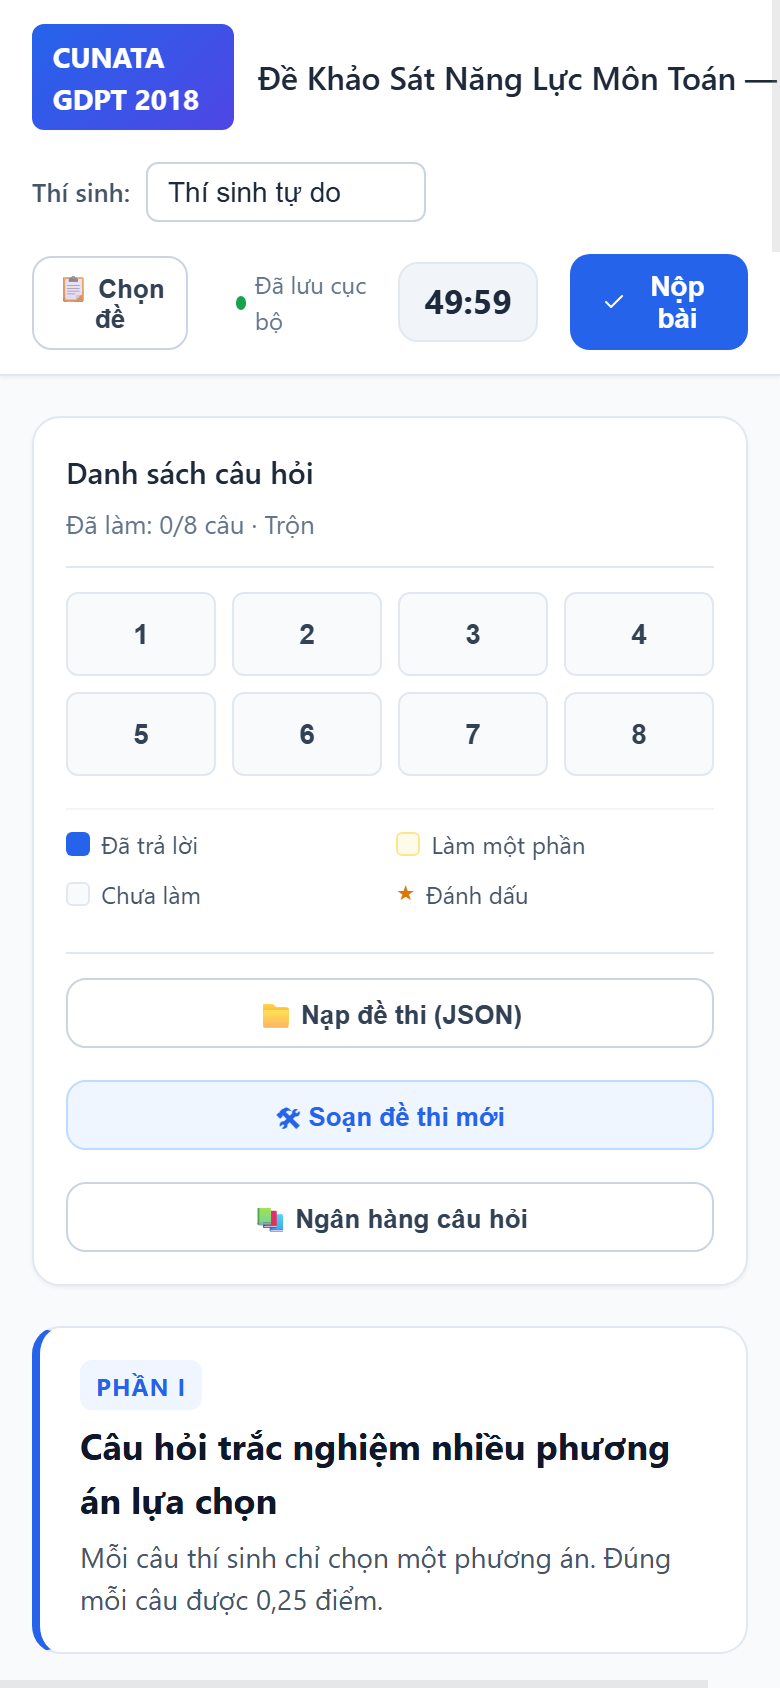 CUNATA
GDPT 2018
Đề Khảo Sát Năng Lực Môn Toán —
Thí sinh:
Thí sinh tự do
📋 Chọn
đề
Đã lưu cục
bộ
49:59
✓ Nộp
bài
Danh sách câu hỏi
Đã làm: 0/8 câu · Trộn
1
2
3
4
5
6
7
8
Đã trả lời
Làm một phần
Chưa làm
★ Đánh dấu
📁 Nạp đề thi (JSON)
🛠 Soạn đề thi mới
📚 Ngân hàng câu hỏi
PHẦN I
Câu hỏi trắc nghiệm nhiều phương
án lựa chọn
Mỗi câu thí sinh chỉ chọn một phương án. Đúng
mỗi câu được 0,25 điểm.